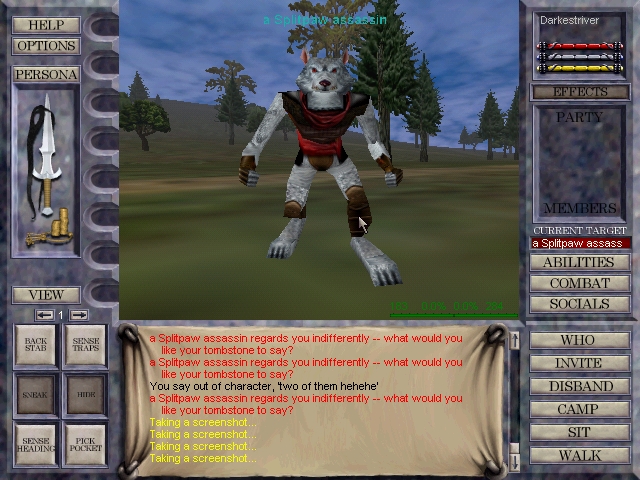 a Splitpaw assassin
Darkestriver
HELP
OPTIONS
PERSONA
EFFECTS
PARTY
MEMBERS
CURRENT TARGET
a Splitpaw assass
ABILITIES
COMBAT
SOCIALS
VIEW
1
BACK
STAB
SENSE
TRAPS
SNEAK
HIDE
SENSE
HEADING
PICK
POCKET
a Splitpaw assassin regards you indifferently -- what would you
like your tombstone to say?
a Splitpaw assassin regards you indifferently -- what would you
like your tombstone to say?
You say out of character, 'two of them hehehe'
a Splitpaw assassin regards you indifferently -- what would you
like your tombstone to say?
Taking a screenshot...
Taking a screenshot...
Taking a screenshot...
Taking a screenshot...
WHO
INVITE
DISBAND
CAMP
SIT
WALK